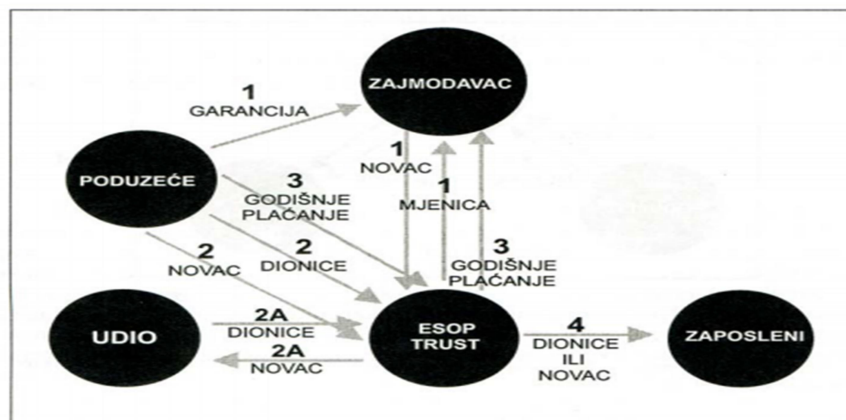 ZAJMODAVAC
1
GARANCIJA
PODUZEĆE
1
NOVAC
1
MJENICA
3
GODIŠNJE
PLAĆANJE
2
NOVAC
2
DIONICE
3
GODIŠNJE
PLAĆANJE
UDIO
2A
DIONICE
2A
NOVAC
ESOP
TRUST
4
DIONICE
ILI
NOVAC
ZAPOSLENI